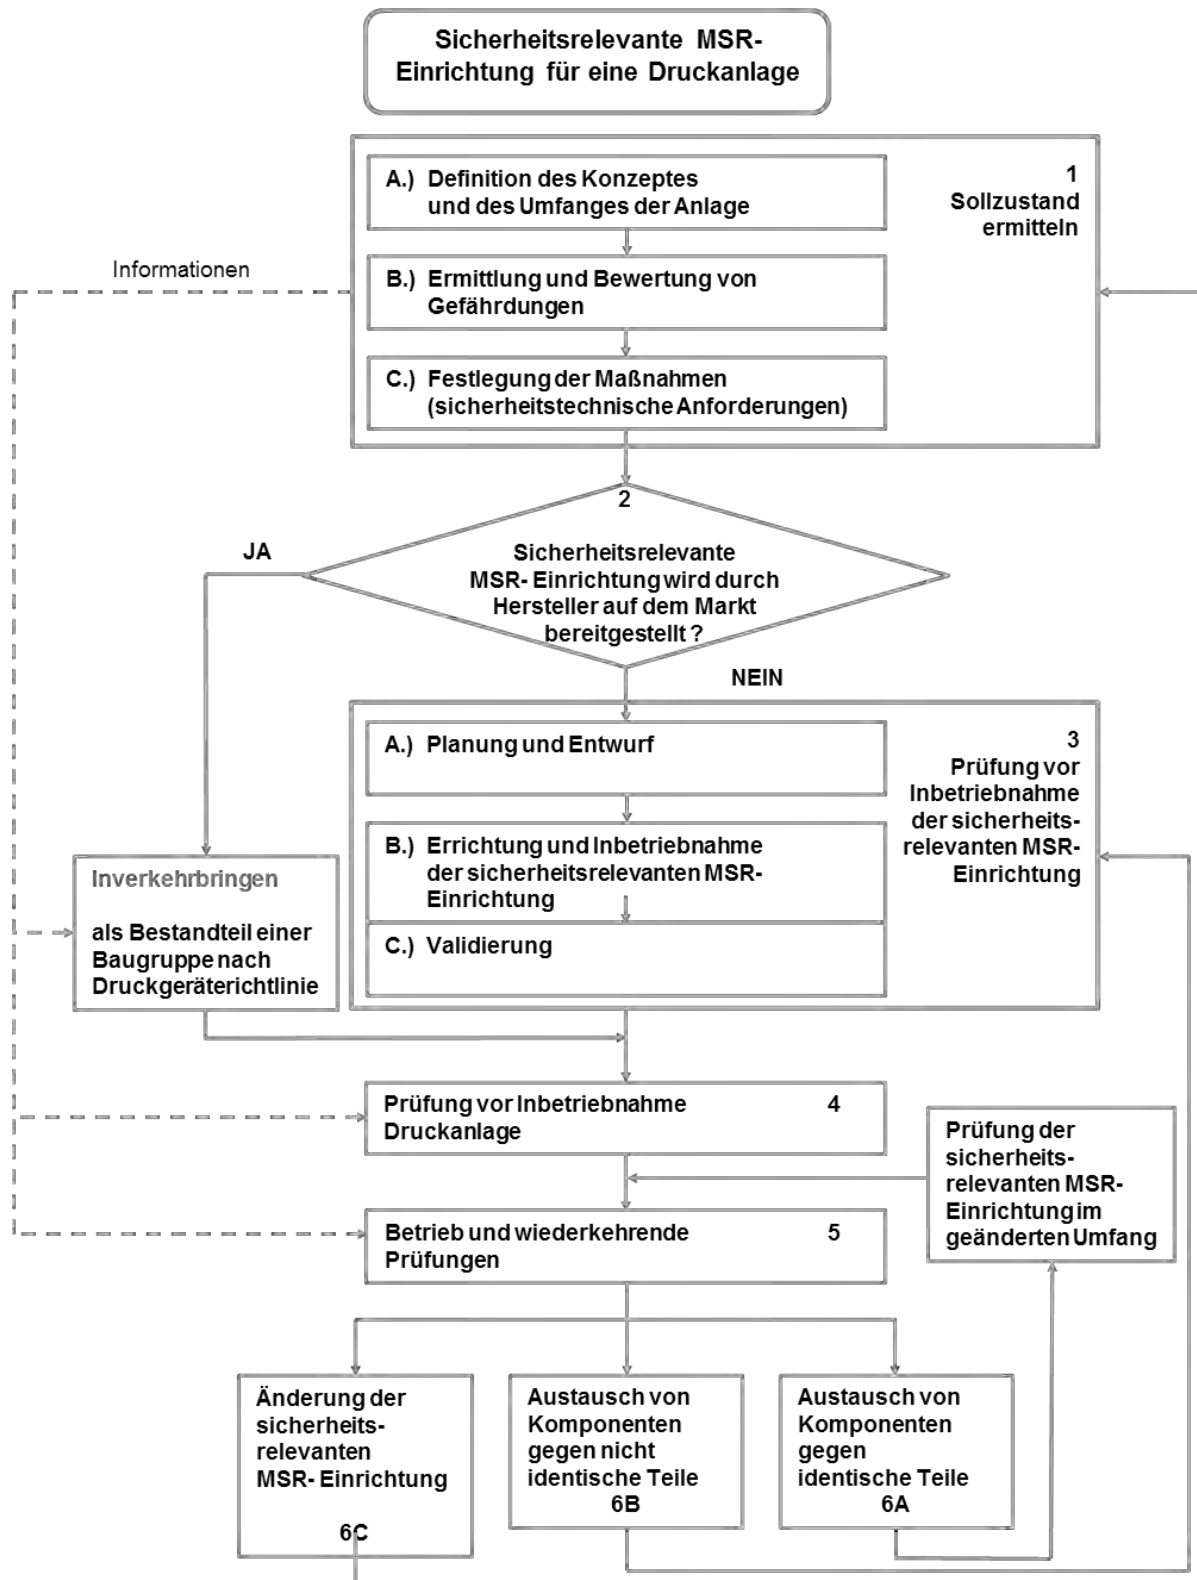 Sicherheitsrelevante MSR-
Einrichtung für eine Druckanlage
A.) Definition des Konzeptes
und des Umfanges der Anlage
1
Sollzustand
ermitteln
Informationen
B.) Ermittlung und Bewertung von
Gefährdungen
C.) Festlegung der Maßnahmen
(sicherheitstechnische Anforderungen)
2
JA
Sicherheitsrelevante
MSR- Einrichtung wird durch
Hersteller auf dem Markt
bereitgestellt ?
NEIN
A.) Planung und Entwurf
3
Prüfung vor
Inbetriebnahme
der sicherheits-
relevanten MSR-
Einrichtung
B.) Errichtung und Inbetriebnahme
der sicherheitsrelevanten MSR-
Einrichtung
C.) Validierung
Inverkehrbringen
als Bestandteil einer
Baugruppe nach
Druckgeräterichtlinie
Prüfung vor Inbetriebnahme 4
Druckanlage
Prüfung der
sicherheits-
relevanten MSR-
Einrichtung im
geänderten Umfang
Betrieb und wiederkehrende 5
Prüfungen
Änderung der
sicherheits-
relevanten
MSR- Einrichtung
6C
Austausch von
Komponenten
gegen nicht
identische Teile
6B
Austausch von
Komponenten
gegen
identische Teile
6A